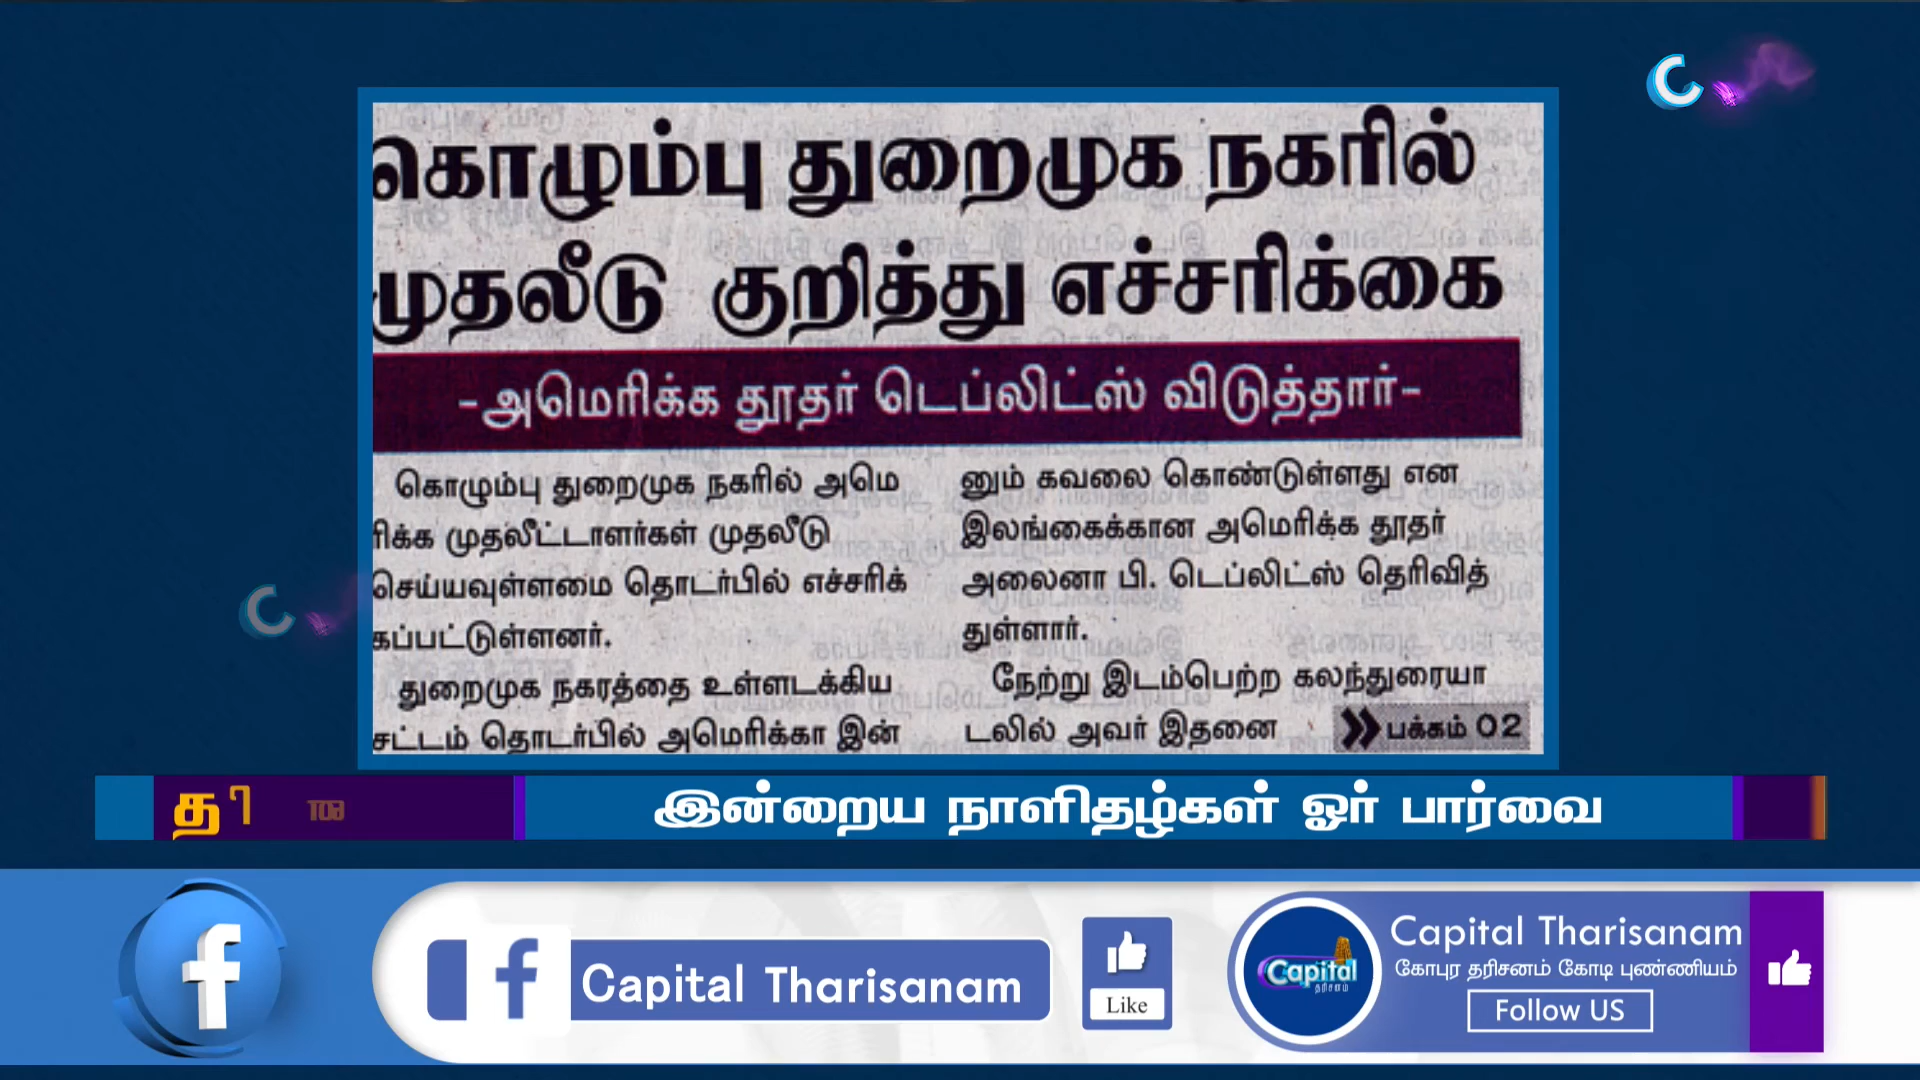 கொழும்பு துறைமுக நகரில்
முதலீடு குறித்து எச்சரிக்கை
-அமெரிக்க தூதர் டெப்லிட்ஸ் விடுத்தார்-
கொழும்பு துறைமுக நகரில் அமெ
ரிக்க முதலீட்டாளர்கள் முதலீடு
செய்யவுள்ளமை தொடர்பில் எச்சரிக்
கப்பட்டுள்ளனர்.
துறைமுக நகரத்தை உள்ளடக்கிய
சட்டம் தொடர்பில் அமெரிக்கா இன்
னும் கவலை கொண்டுள்ளது என
இலங்கைக்கான அமெரிக்க தூதர்
அலைனா பி. டெப்லிட்ஸ் தெரிவித்
துள்ளார்.
நேற்று இடம்பெற்ற கலந்துரையா
டலில் அவர் இதனை
பக்கம் 02
இன்றைய நாளிதழ்கள் ஓர் பார்வை
Capital Tharisanam
Like
Capital
தரிசனம்
Capital Tharisanam
கோபுர தரிசனம் கோடி புண்ணியம்
Follow US